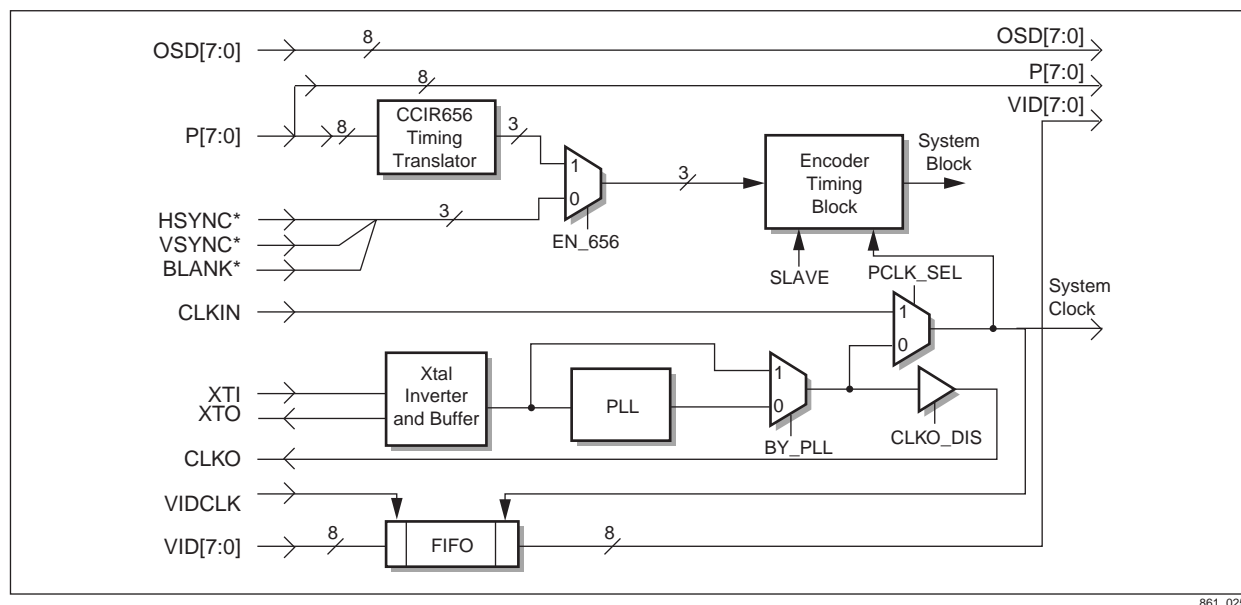 OSD[7:0]
8
OSD[7:0]
8
P[7:0]
VID[7:0]
P[7:0]
8
CCIR656
Timing
Translator
3
1
0
EN_656
3
Encoder
Timing
Block
System
Block
HSYNC*
VSYNC*
BLANK*
3
SLAVE
PCLK_SEL
CLKIN
1
0
System
Clock
XTI
XTO
Xtal
Inverter
and Buffer
PLL
1
0
BY_PLL
CLKO_DIS
CLKO
VIDCLK
VID[7:0]
8
FIFO
8